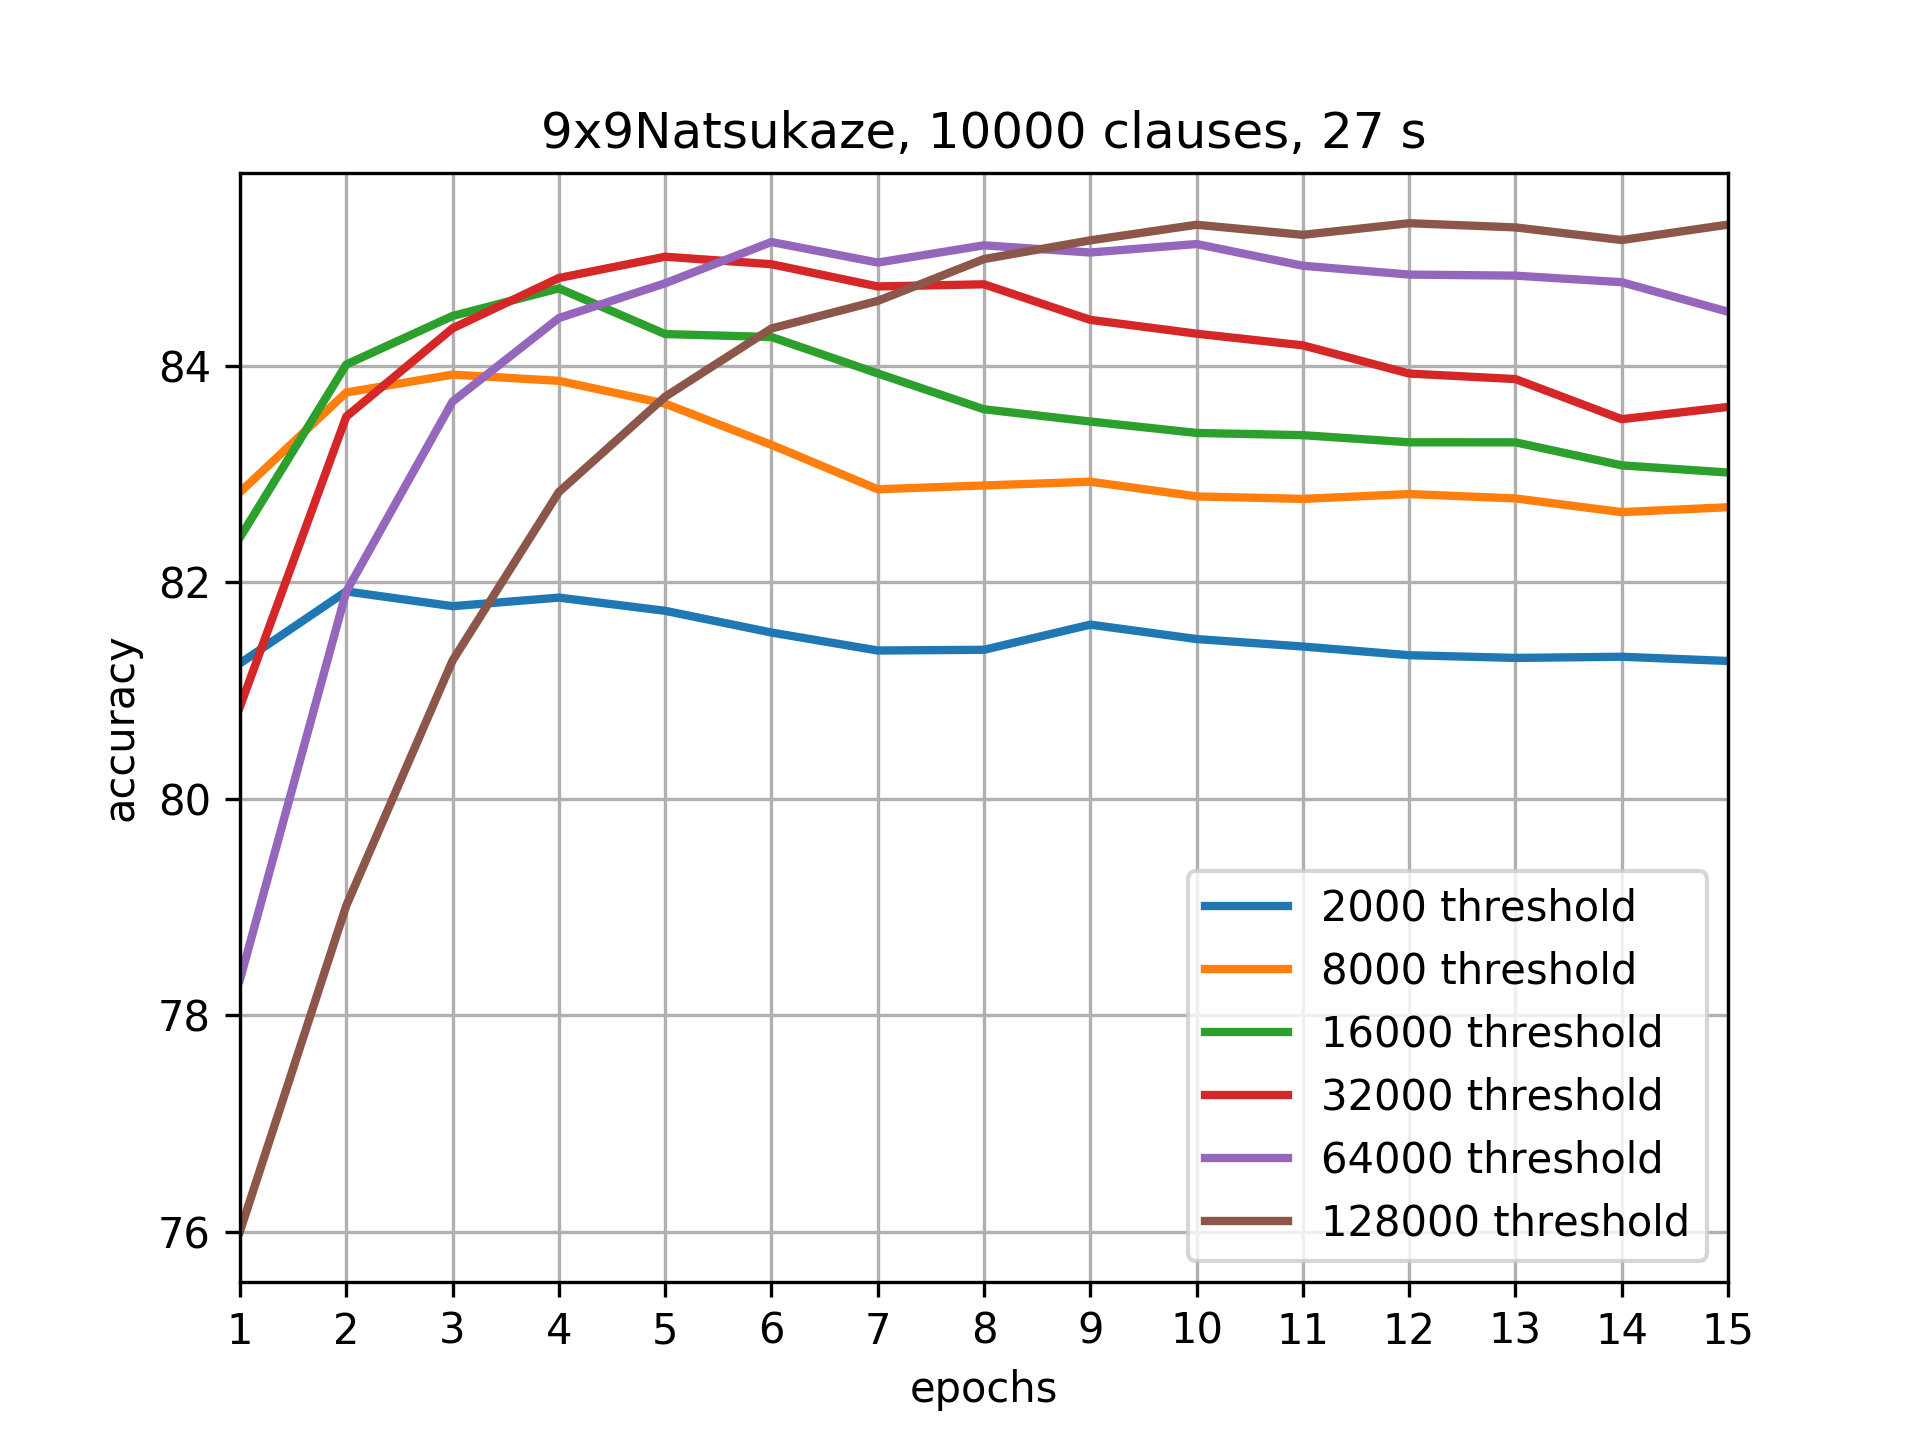 9x9Natsukaze, 10000 clauses, 27 s
accuracy
84
82
80
78
76
2000 threshold
8000 threshold
16000 threshold
32000 threshold
64000 threshold
128000 threshold
1 2 3 4 5 6 7 8 9 10 11 12 13 14 15
epochs